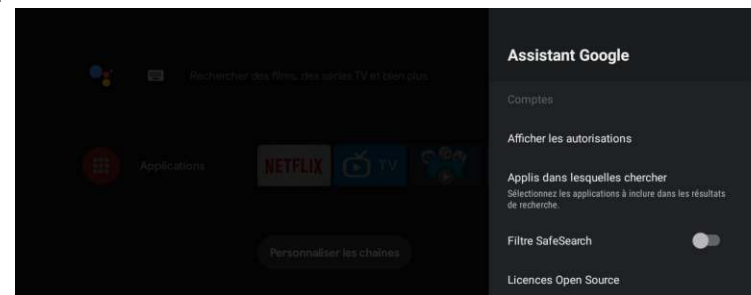 Assistant Google
Comptes
Afficher les autorisations
Applis dans lesquelles chercher
Sélectionnez les applications à inclure dans les résultats
de recherche.
Filtre SafeSearch
Licences Open Source
Rechercher des films, des séries TV et bien plus
Applications
NETFLIX
TV
Personnaliser les chaînes